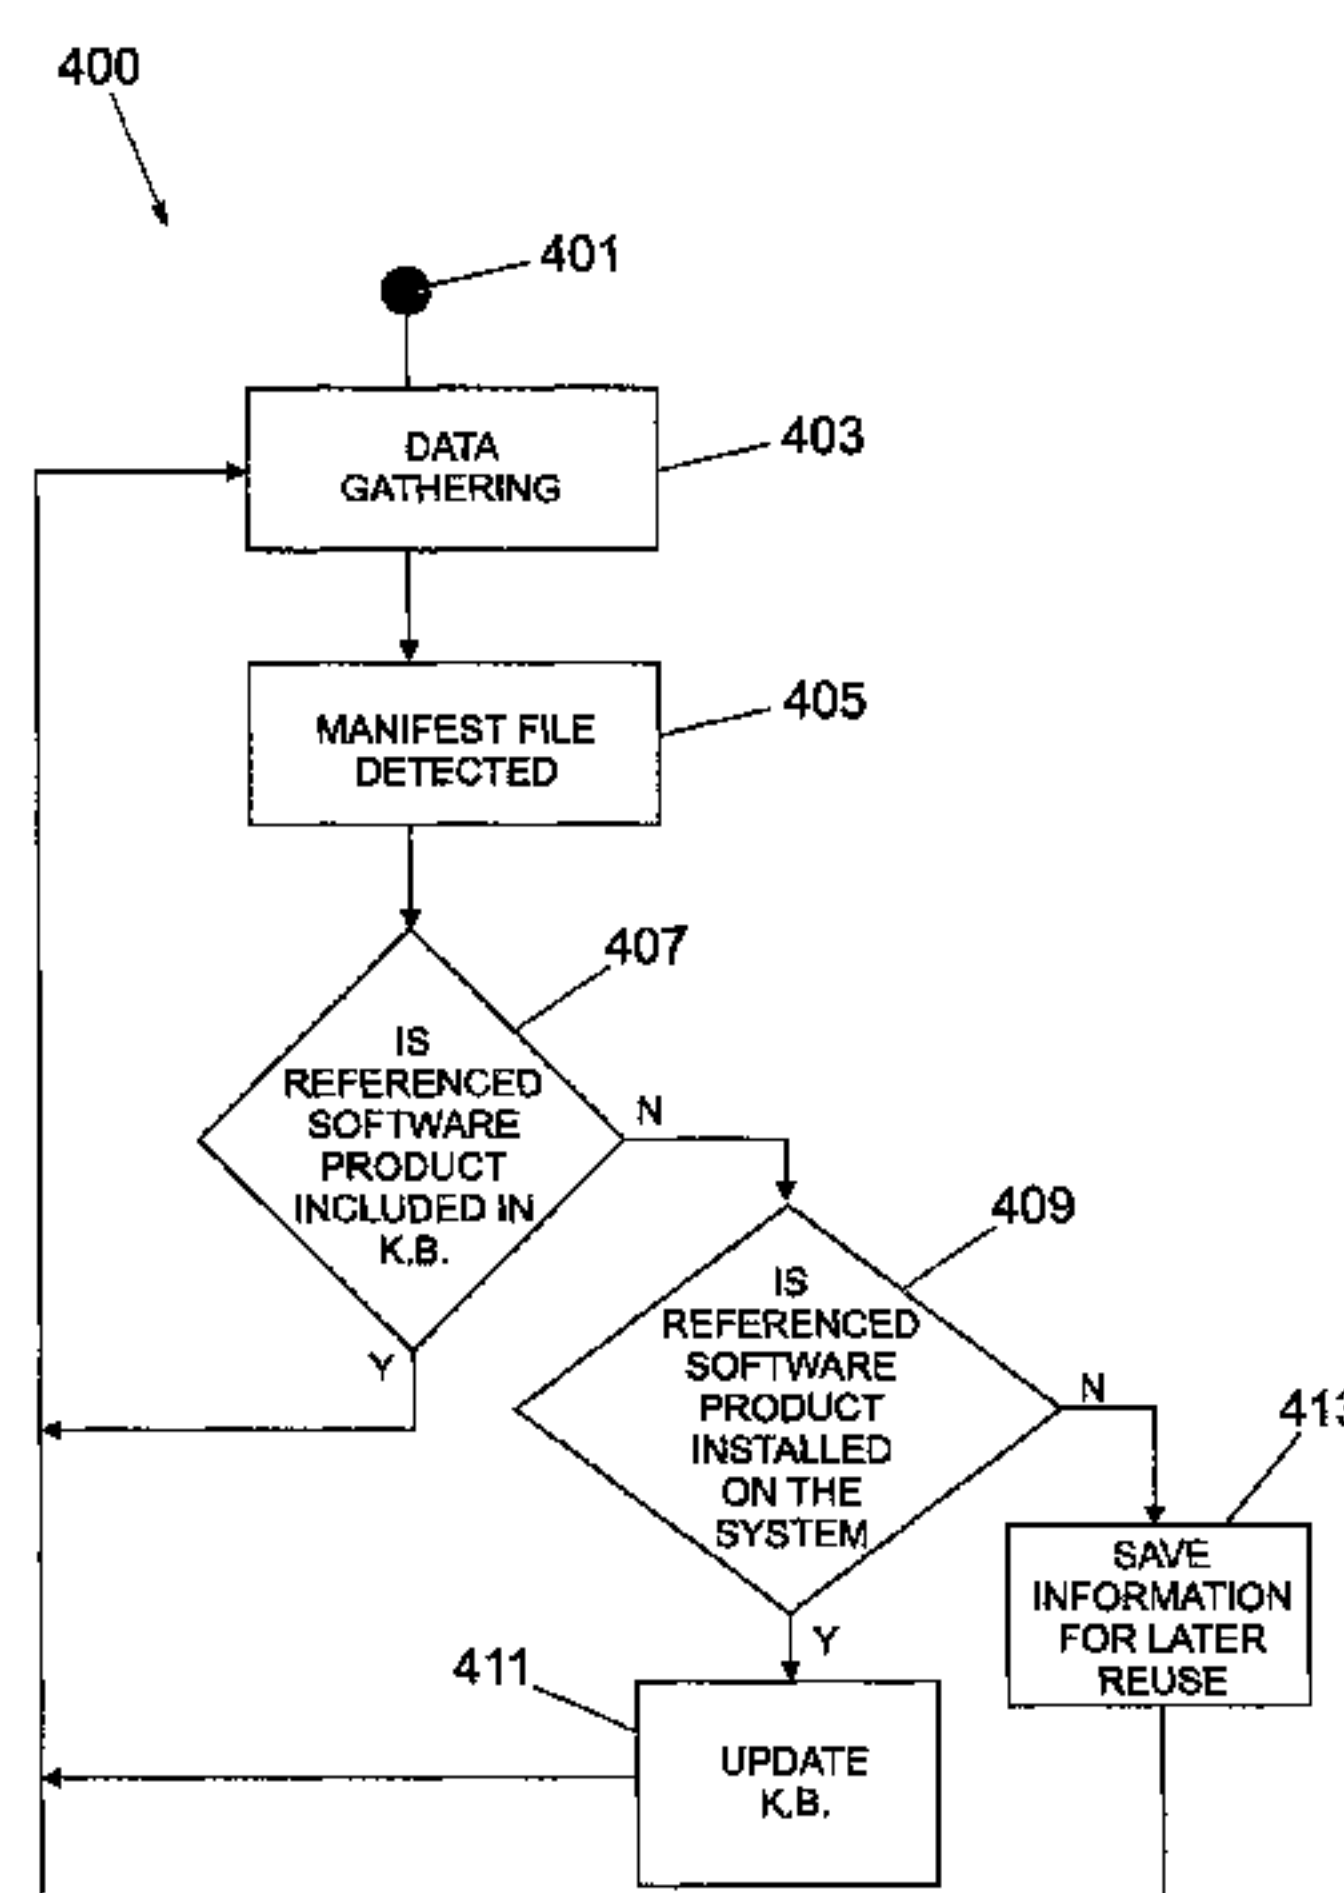 400
401
DATA
GATHERING
403
MANIFEST FILE
DETECTED
405
407
IS
REFERENCED
SOFTWARE
PRODUCT
INCLUDED IN
K.B.
N
Y
409
IS
REFERENCED
SOFTWARE
PRODUCT
INSTALLED
ON THE
SYSTEM
N
Y
413
SAVE
INFORMATION
FOR LATER
REUSE
411
UPDATE
K.B.